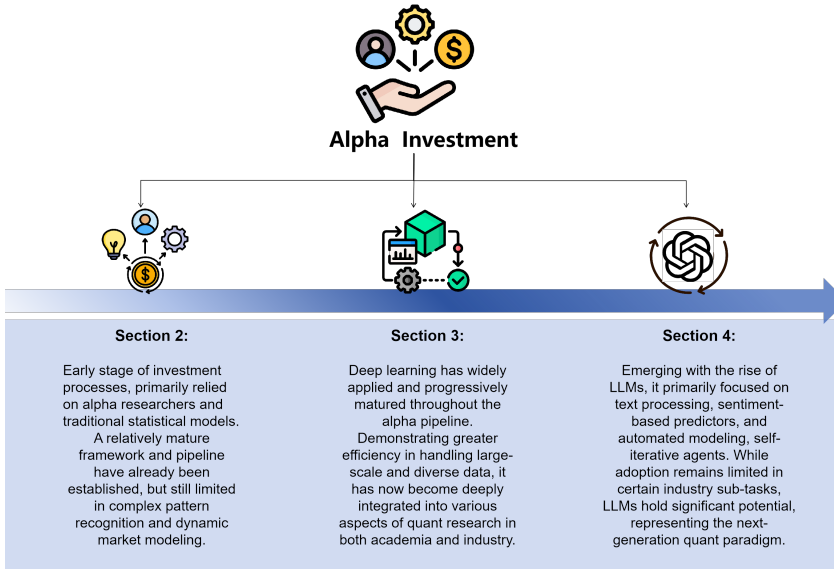 Alpha Investment
Section 2:
Early stage of investment
processes, primarily relied
on alpha researchers and
traditional statistical models.
A relatively mature
framework and pipeline
have already been
established, but still limited
in complex pattern
recognition and dynamic
market modeling.
Section 3:
Deep learning has widely
applied and progressively
matured throughout the
alpha pipeline.
Demonstrating greater
efficiency in handling large-
scale and diverse data, it
has now become deeply
integrated into various
aspects of quant research in
both academia and industry.
Section 4:
Emerging with the rise of
LLMs, it primarily focused on
text processing, sentiment-
based predictors, and
automated modeling, self-
iterative agents. While
adoption remains limited in
certain industry sub-tasks,
LLMs hold significant potential,
representing the next-
generation quant paradigm.